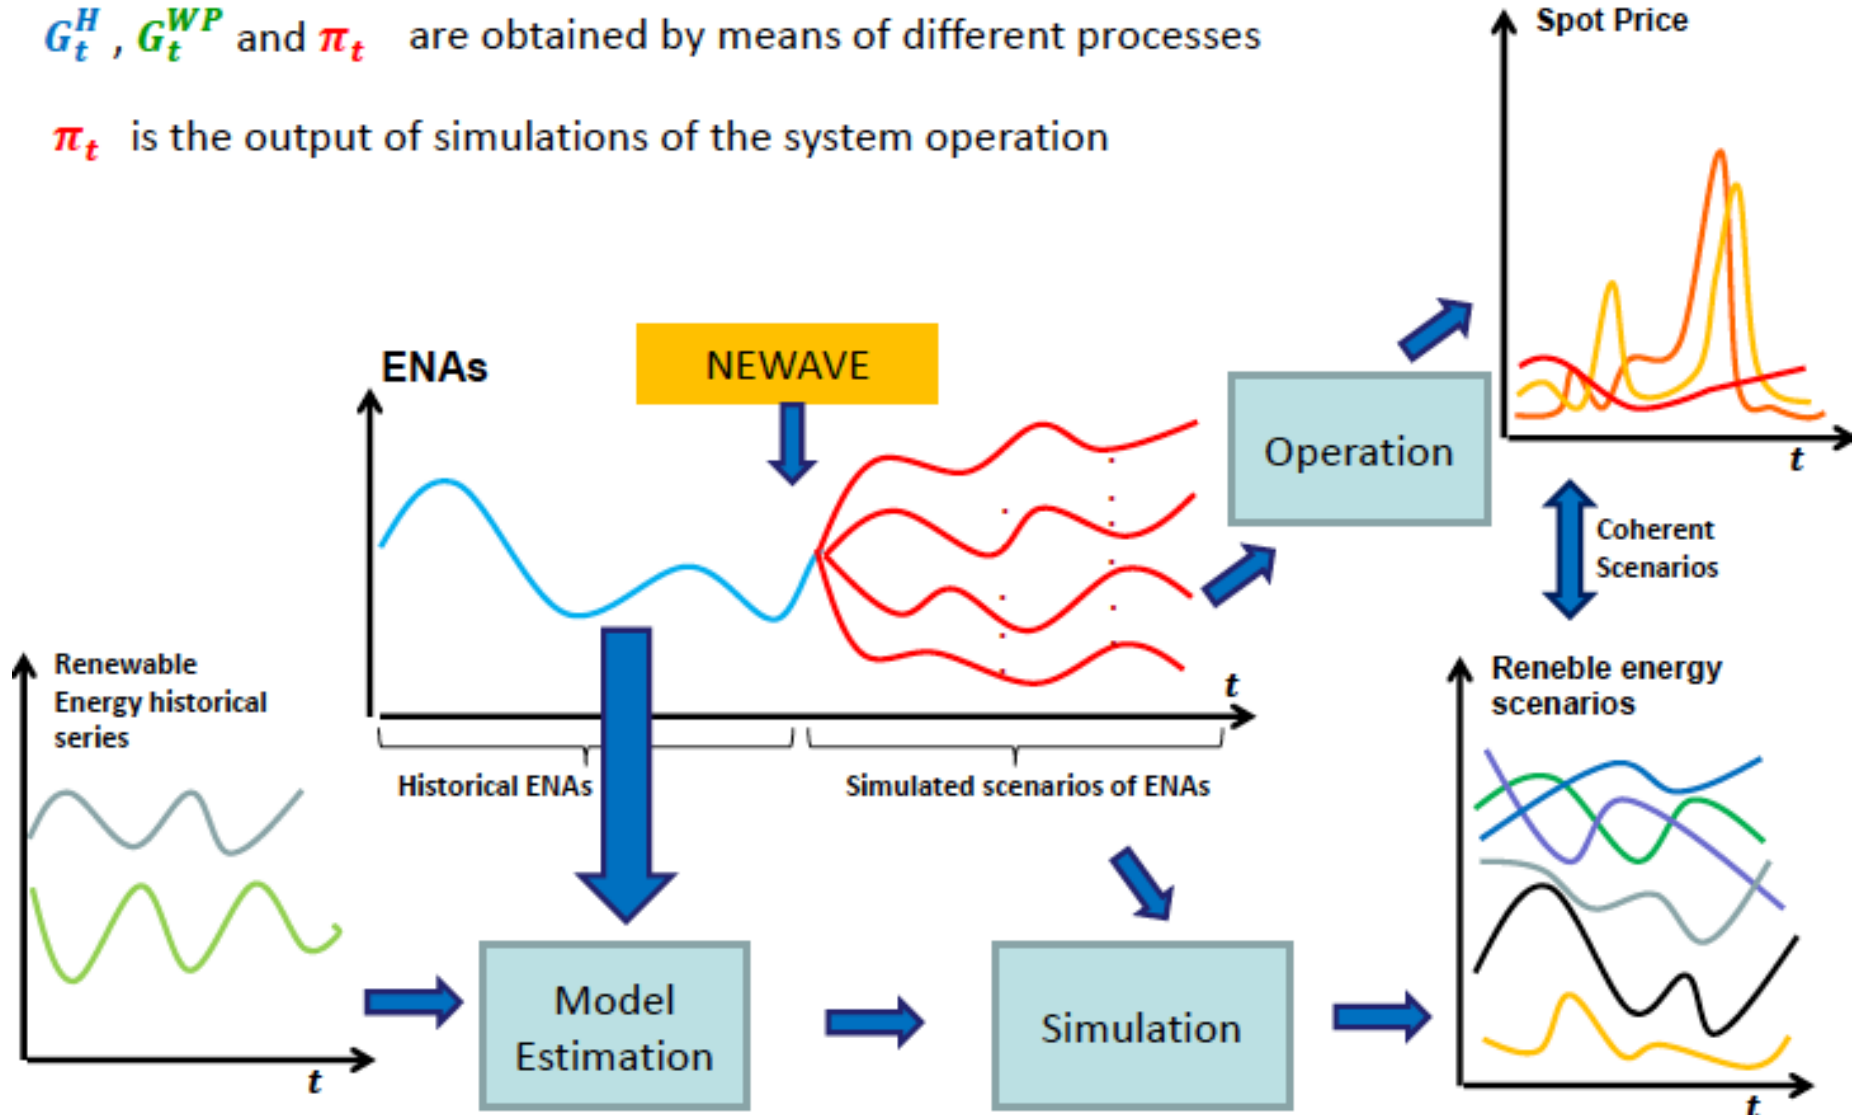 G_t^H , G_t^{WP} and π_t are obtained by means of different processes
π_t is the output of simulations of the system operation
Spot Price
t
NEWAVE
ENAs
Operation
Coherent
Scenarios
t
Historical ENAs
Simulated scenarios of ENAs
Renewable
Energy historical
series
t
Reneble energy
scenarios
t
Model
Estimation
Simulation